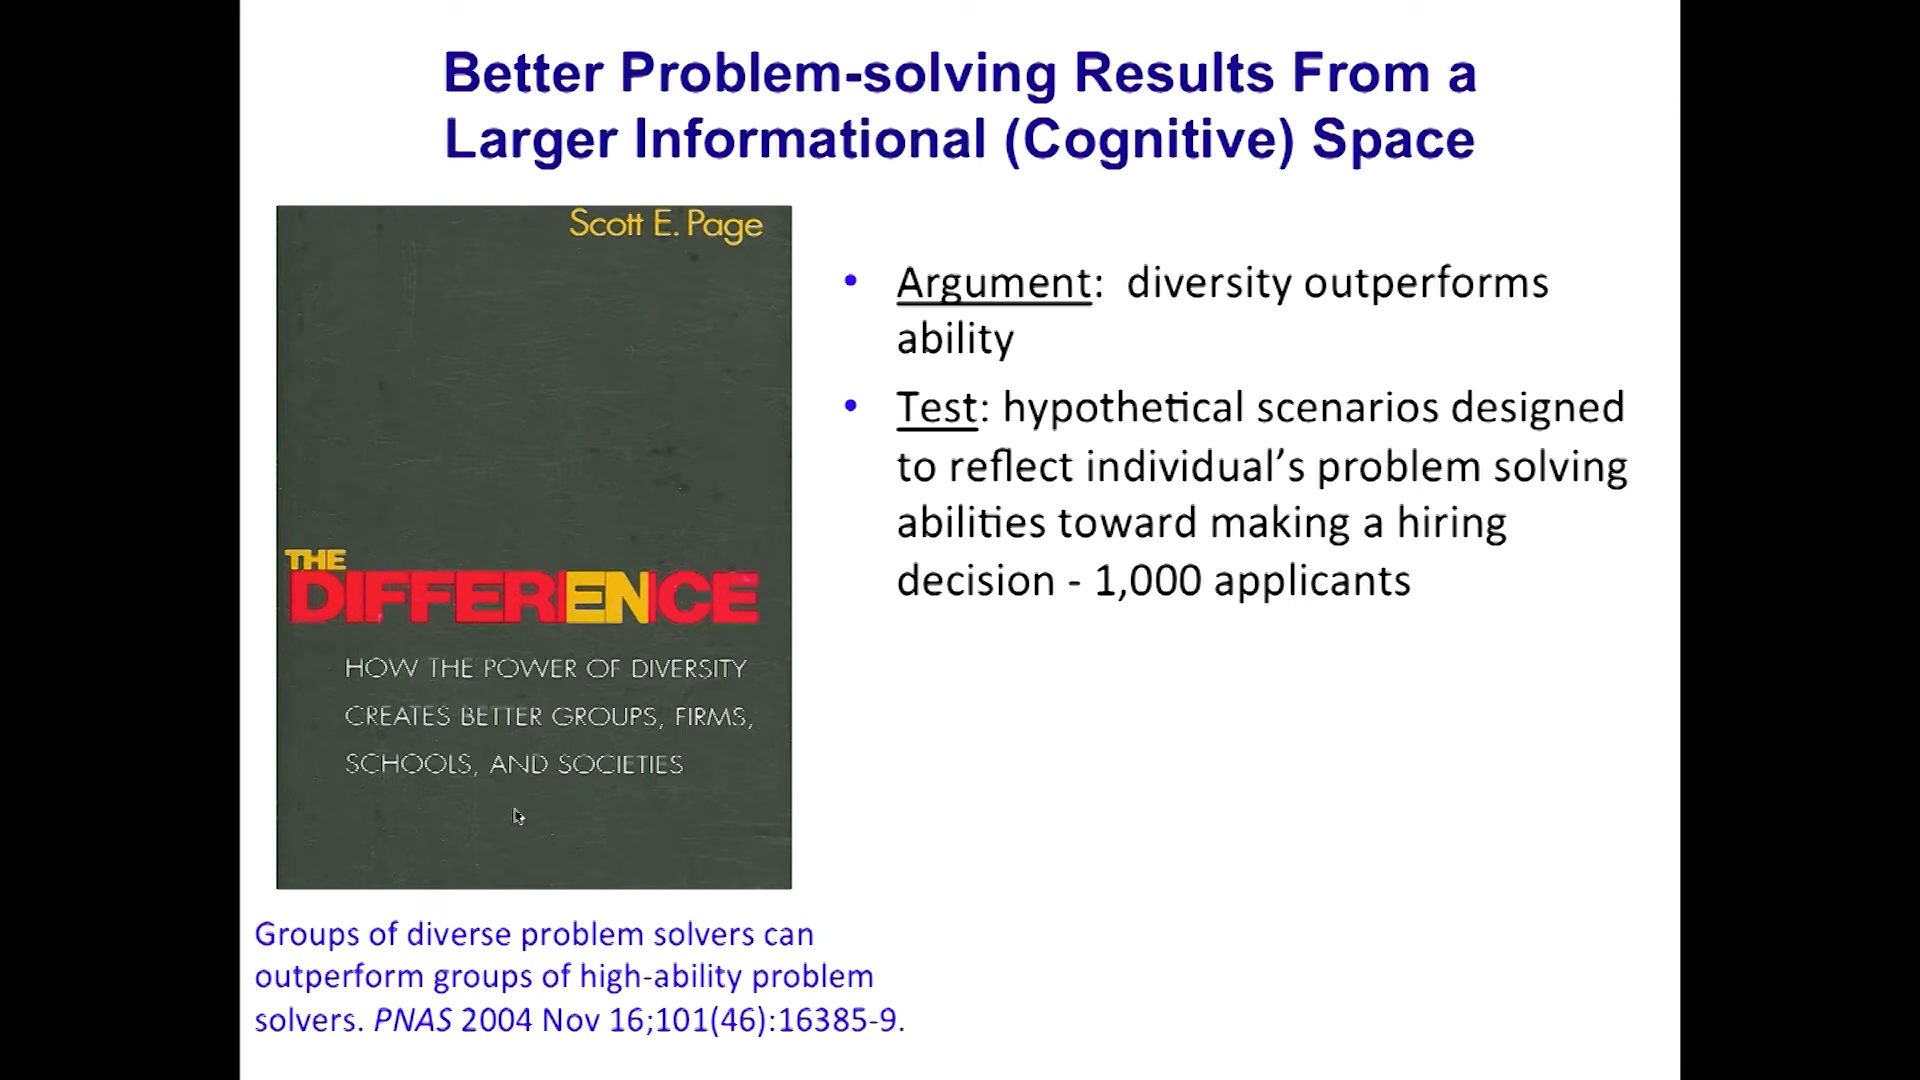 Better Problem-solving Results From a
Larger Informational (Cognitive) Space
Scott E. Page
THE
DIFFERENCE
HOW THE POWER OF DIVERSITY
CREATES BETTER GROUPS, FIRMS,
SCHOOLS, AND SOCIETIES
Groups of diverse problem solvers can
outperform groups of high-ability problem
solvers. PNAS 2004 Nov 16;101(46):16385-9.
• Argument:  diversity outperforms
ability
• Test: hypothetical scenarios designed
to reflect individual’s problem solving
abilities toward making a hiring
decision - 1,000 applicants